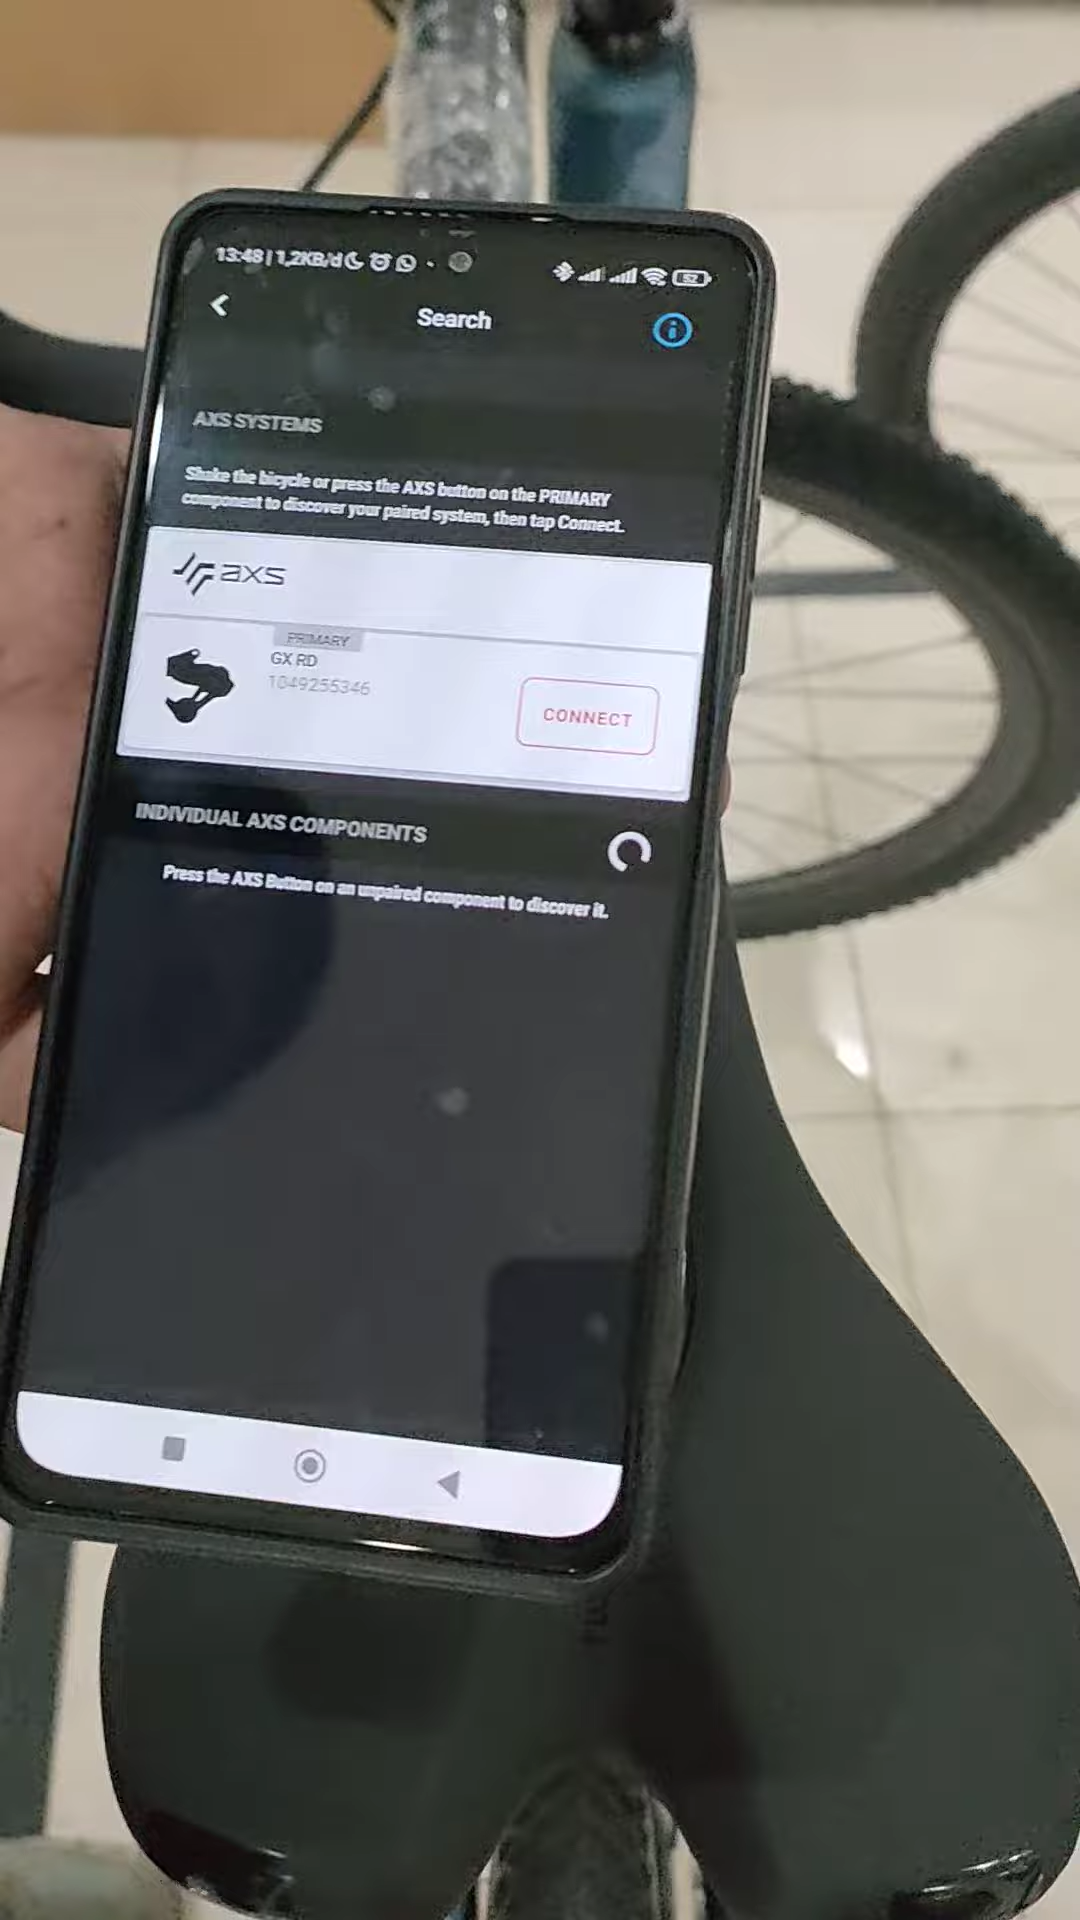 13:48 | 1,2KB/d
52
Search
AXS SYSTEMS
Shake the bicycle or press the AXS button on the PRIMARY
component to discover your paired system, then tap Connect.
axs
PRIMARY
GX RD
1049255346
CONNECT
INDIVIDUAL AXS COMPONENTS
Press the AXS Button on an unpaired component to discover it.